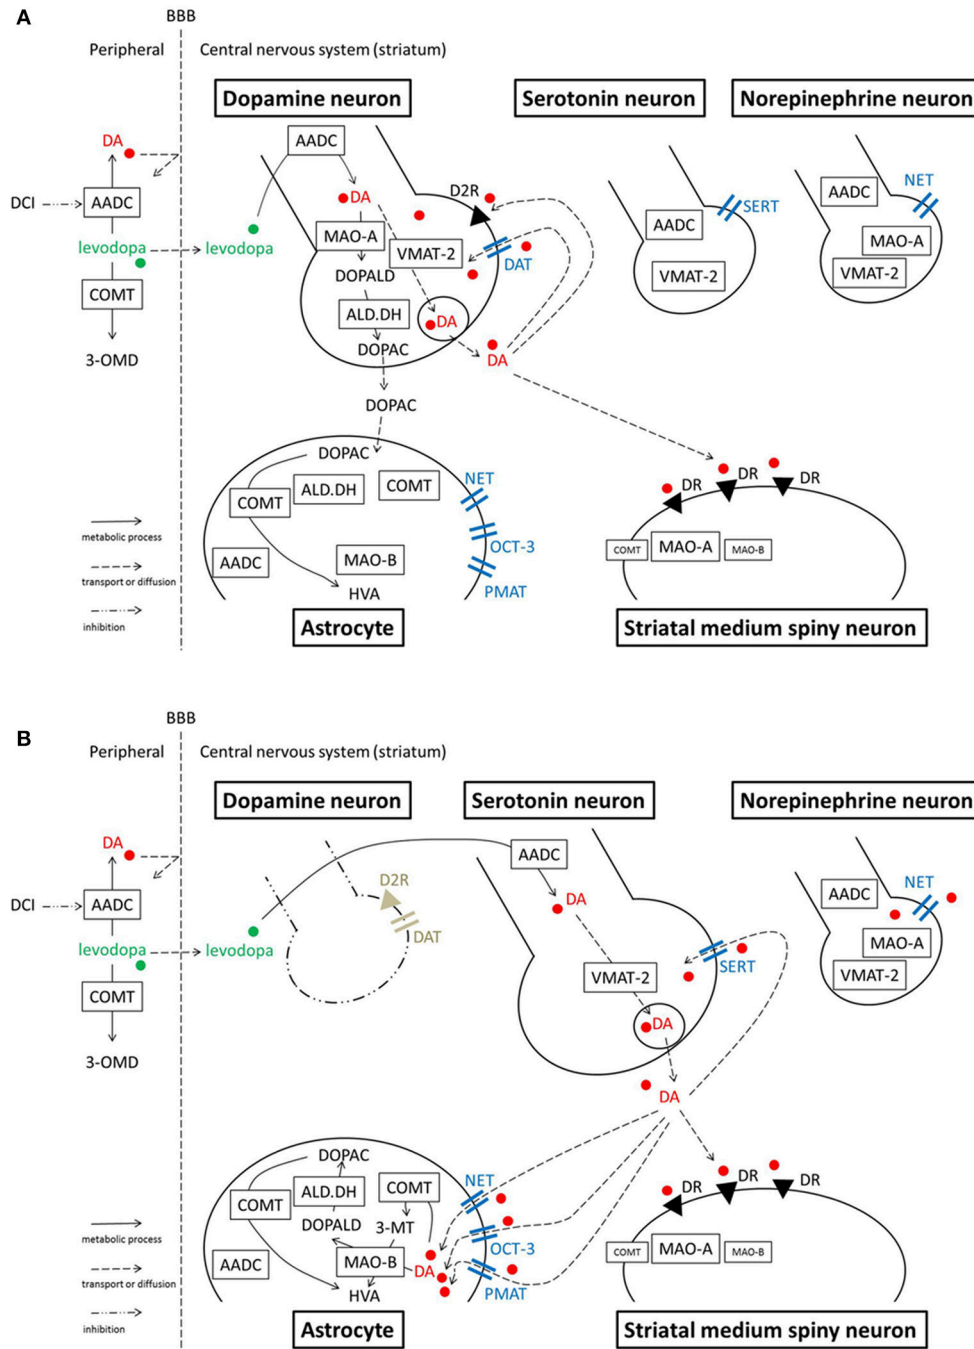 A
BBB
Peripheral
Central nervous system (striatum)
Dopamine neuron
Serotonin neuron
Norepinephrine neuron
AADC
DA
DCI
AADC
levodopa
COMT
3-OMD
levodopa
DA
MAO-A
DOPALD
ALD.DH
DOPAC
VMAT-2
DA
D2R
DAT
DA
AADC
SERT
VMAT-2
AADC
NET
MAO-A
VMAT-2
DOPAC
DOPAC
COMT
ALD.DH
COMT
NET
OCT-3
PMAT
AADC
MAO-B
HVA
Astrocyte
DR
DR
DR
COMT
MAO-A
MAO-B
Striatal medium spiny neuron
metabolic process
transport or diffusion
inhibition
B
BBB
Peripheral
Central nervous system (striatum)
Dopamine neuron
Serotonin neuron
Norepinephrine neuron
DA
DCI
AADC
levodopa
COMT
3-OMD
levodopa
D2R
DAT
AADC
DA
VMAT-2
DA
SERT
DA
AADC
NET
MAO-A
VMAT-2
DOPAC
COMT
ALD.DH
COMT
DOPALD
3-MT
AADC
MAO-B
DA
HVA
NET
OCT-3
PMAT
Astrocyte
DR
DR
DR
COMT
MAO-A
MAO-B
Striatal medium spiny neuron
metabolic process
transport or diffusion
inhibition